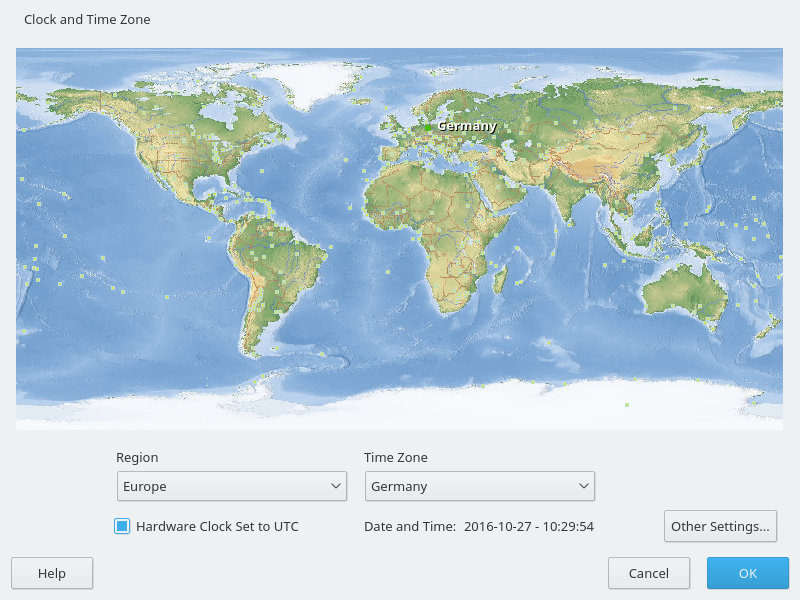 Clock and Time Zone
Germany
Region
Time Zone
Europe
Germany
Hardware Clock Set to UTC
Date and Time: 2016-10-27 - 10:29:54
Other Settings...
Help
Cancel
OK